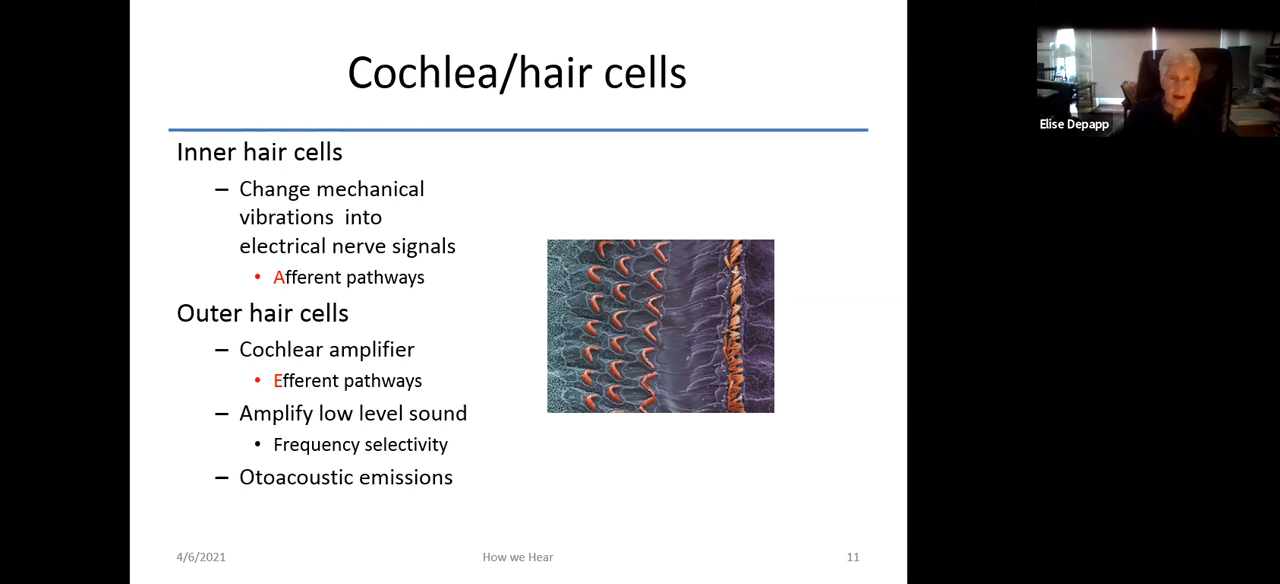 Cochlea/hair cells
Inner hair cells
– Change mechanical
vibrations  into
electrical nerve signals
• Afferent pathways
Outer hair cells
– Cochlear amplifier
• Efferent pathways
– Amplify low level sound
• Frequency selectivity
– Otoacoustic emissions
4/6/2021
How we Hear
11
Elise Depapp